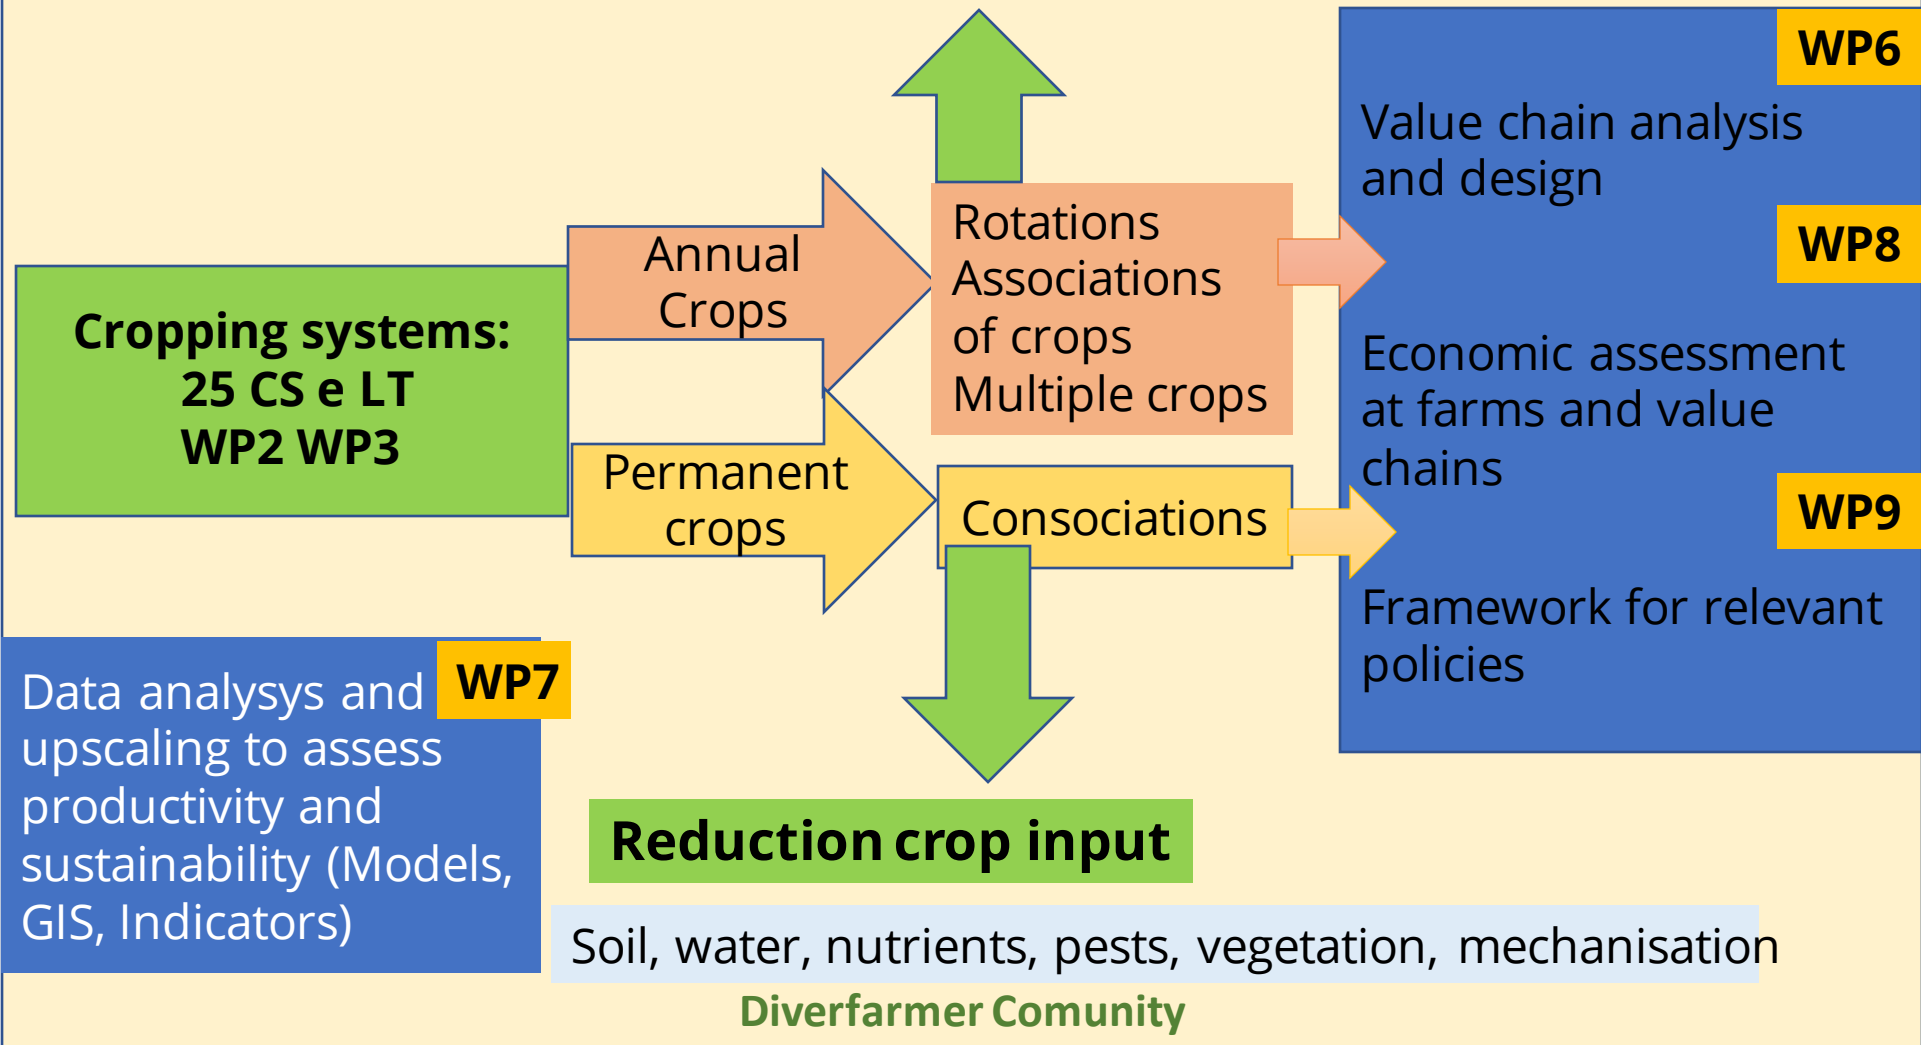 Cropping systems:
25 CS e LT
WP2 WP3
Annual
Crops
Permanent
crops
Rotations
Associations
of crops
Multiple crops
Consociations
WP6
Value chain analysis
and design
WP8
Economic assessment
at farms and value
chains
WP9
Framework for relevant
policies
WP7
Data analysys and
upscaling to assess
productivity and
sustainability (Models,
GIS, Indicators)
Reduction crop input
Soil, water, nutrients, pests, vegetation, mechanisation
Diverfarmer Comunity